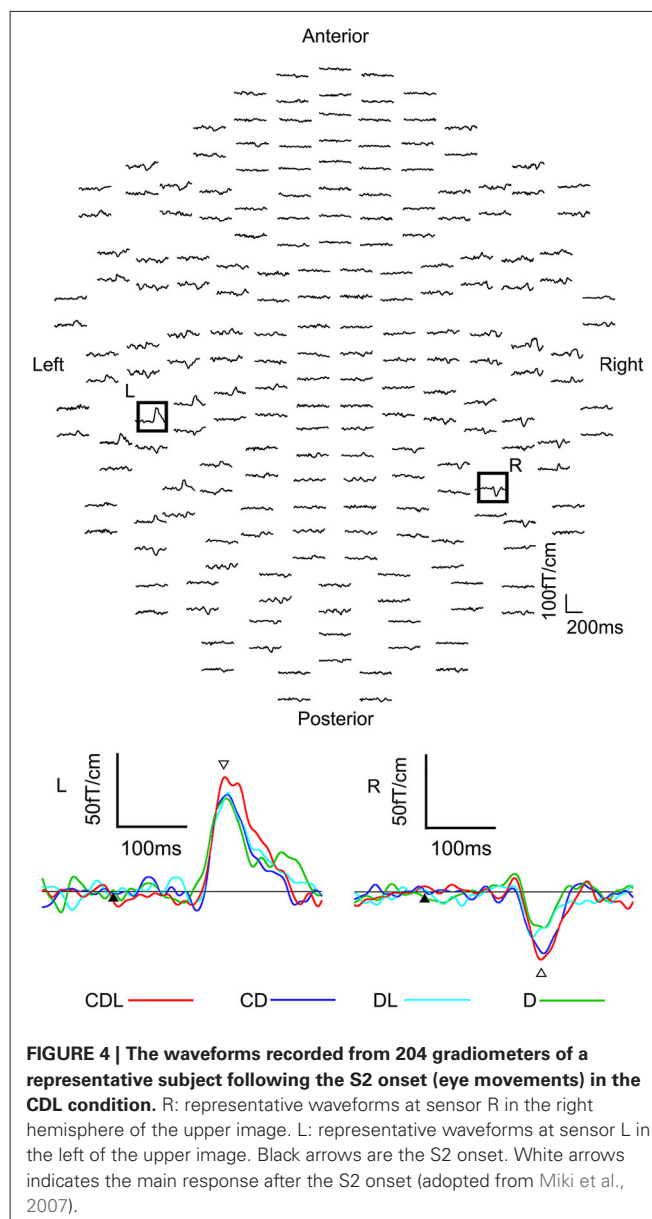 Anterior
Left
Right
L
R
100fT/cm
200ms
Posterior
L
50fT/cm
100ms
R
50fT/cm
100ms
CDL
CD
DL
D
FIGURE 4 | The waveforms recorded from 204 gradiometers of a
representative subject following the S2 onset (eye movements) in the
CDL condition. R: representative waveforms at sensor R in the right
hemisphere of the upper image. L: representative waveforms at sensor L in
the left of the upper image. Black arrows are the S2 onset. White arrows
indicates the main response after the S2 onset (adopted from Miki et al.,
2007).